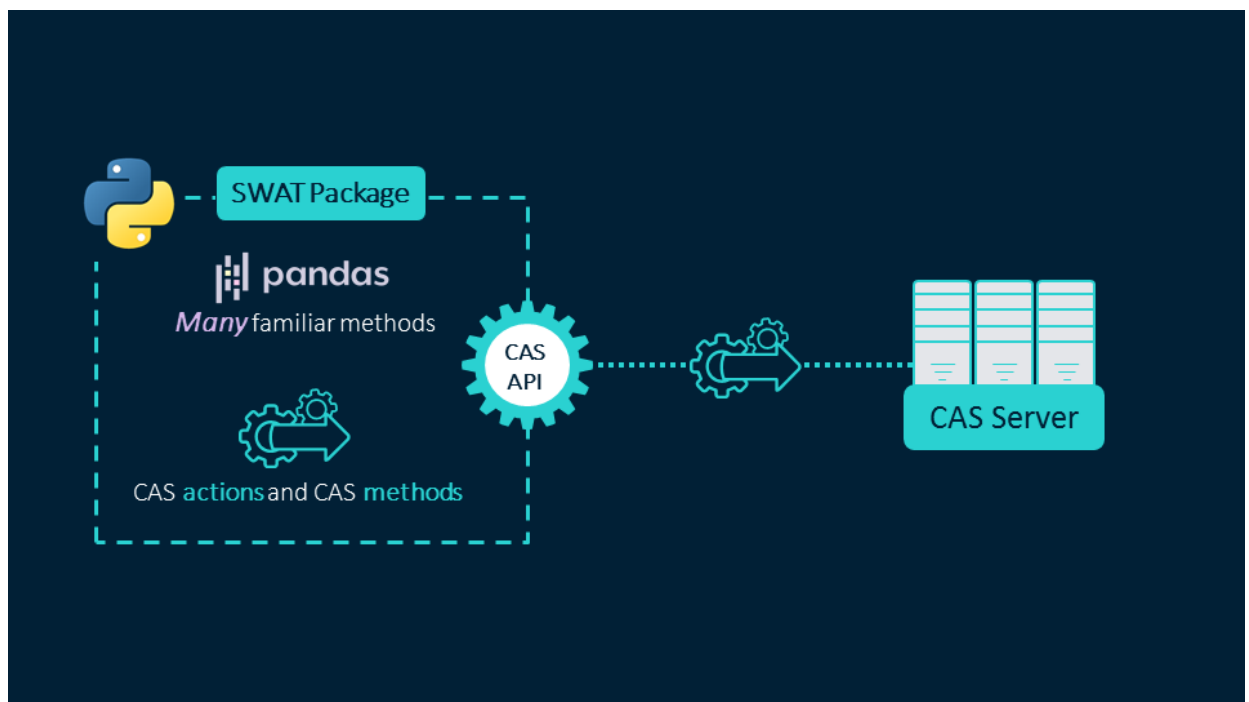 SWAT Package
pandas
Many familiar methods
CAS
API
CAS actions and CAS methods
CAS Server